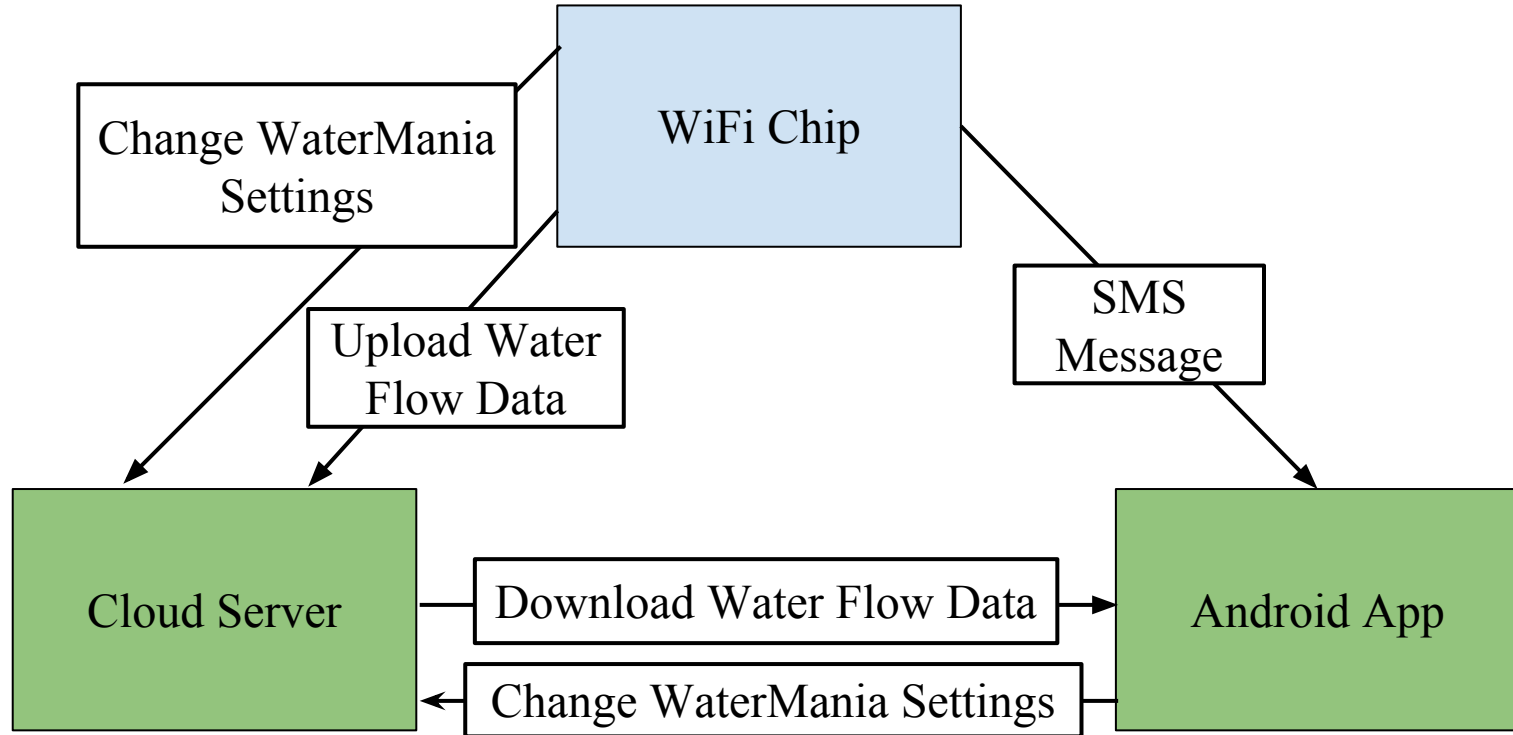 WiFi Chip
Change WaterMania
Settings
Upload Water
Flow Data
SMS
Message
Cloud Server
Download Water Flow Data
Android App
Change WaterMania Settings